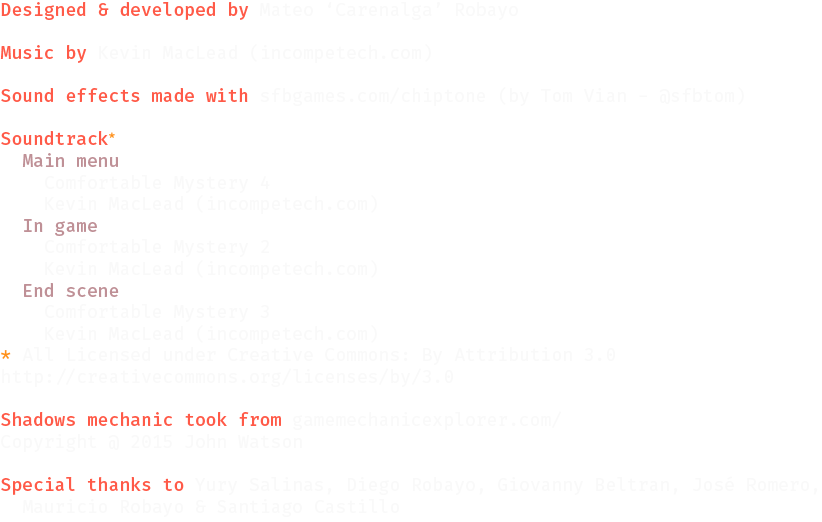 Designed & developed by Mateo 'Carenalga' Robayo
Music by Kevin MacLead (incompetech.com)
Sound effects made with sfbgames.com/chiptone (by Tom Vian - @sfbtom)
Soundtrack*
Main menu
Comfortable Mystery 4
Kevin MacLead (incompetech.com)
In game
Comfortable Mystery 2
Kevin MacLead (incompetech.com)
End scene
Comfortable Mystery 3
Kevin MacLead (incompetech.com)
* All Licensed under Creative Commons: By Attribution 3.0
http://creativecommons.org/licenses/by/3.0
Shadows mechanic took from gamemechanicexplorer.com/
Copyright @ 2015 John Watson
Special thanks to Yury Salinas, Diego Robayo, Giovanny Beltran, José Romero,
Mauricio Robayo & Santiago Castillo